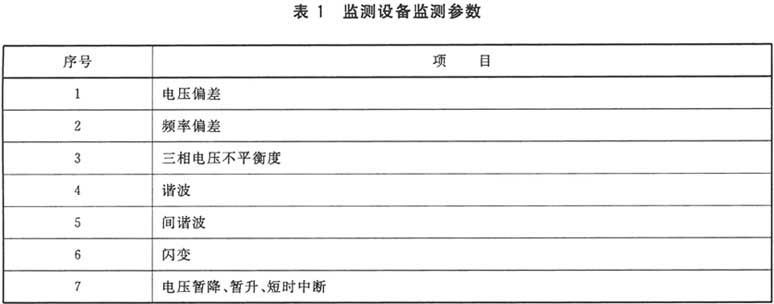 表 1 监测设备监测参数
序号 项 目
1 电压偏差
2 频率偏差
3 三相电压不平衡度
4 谐波
5 间谐波
6 闪变
7 电压暂降、暂升、短时中断